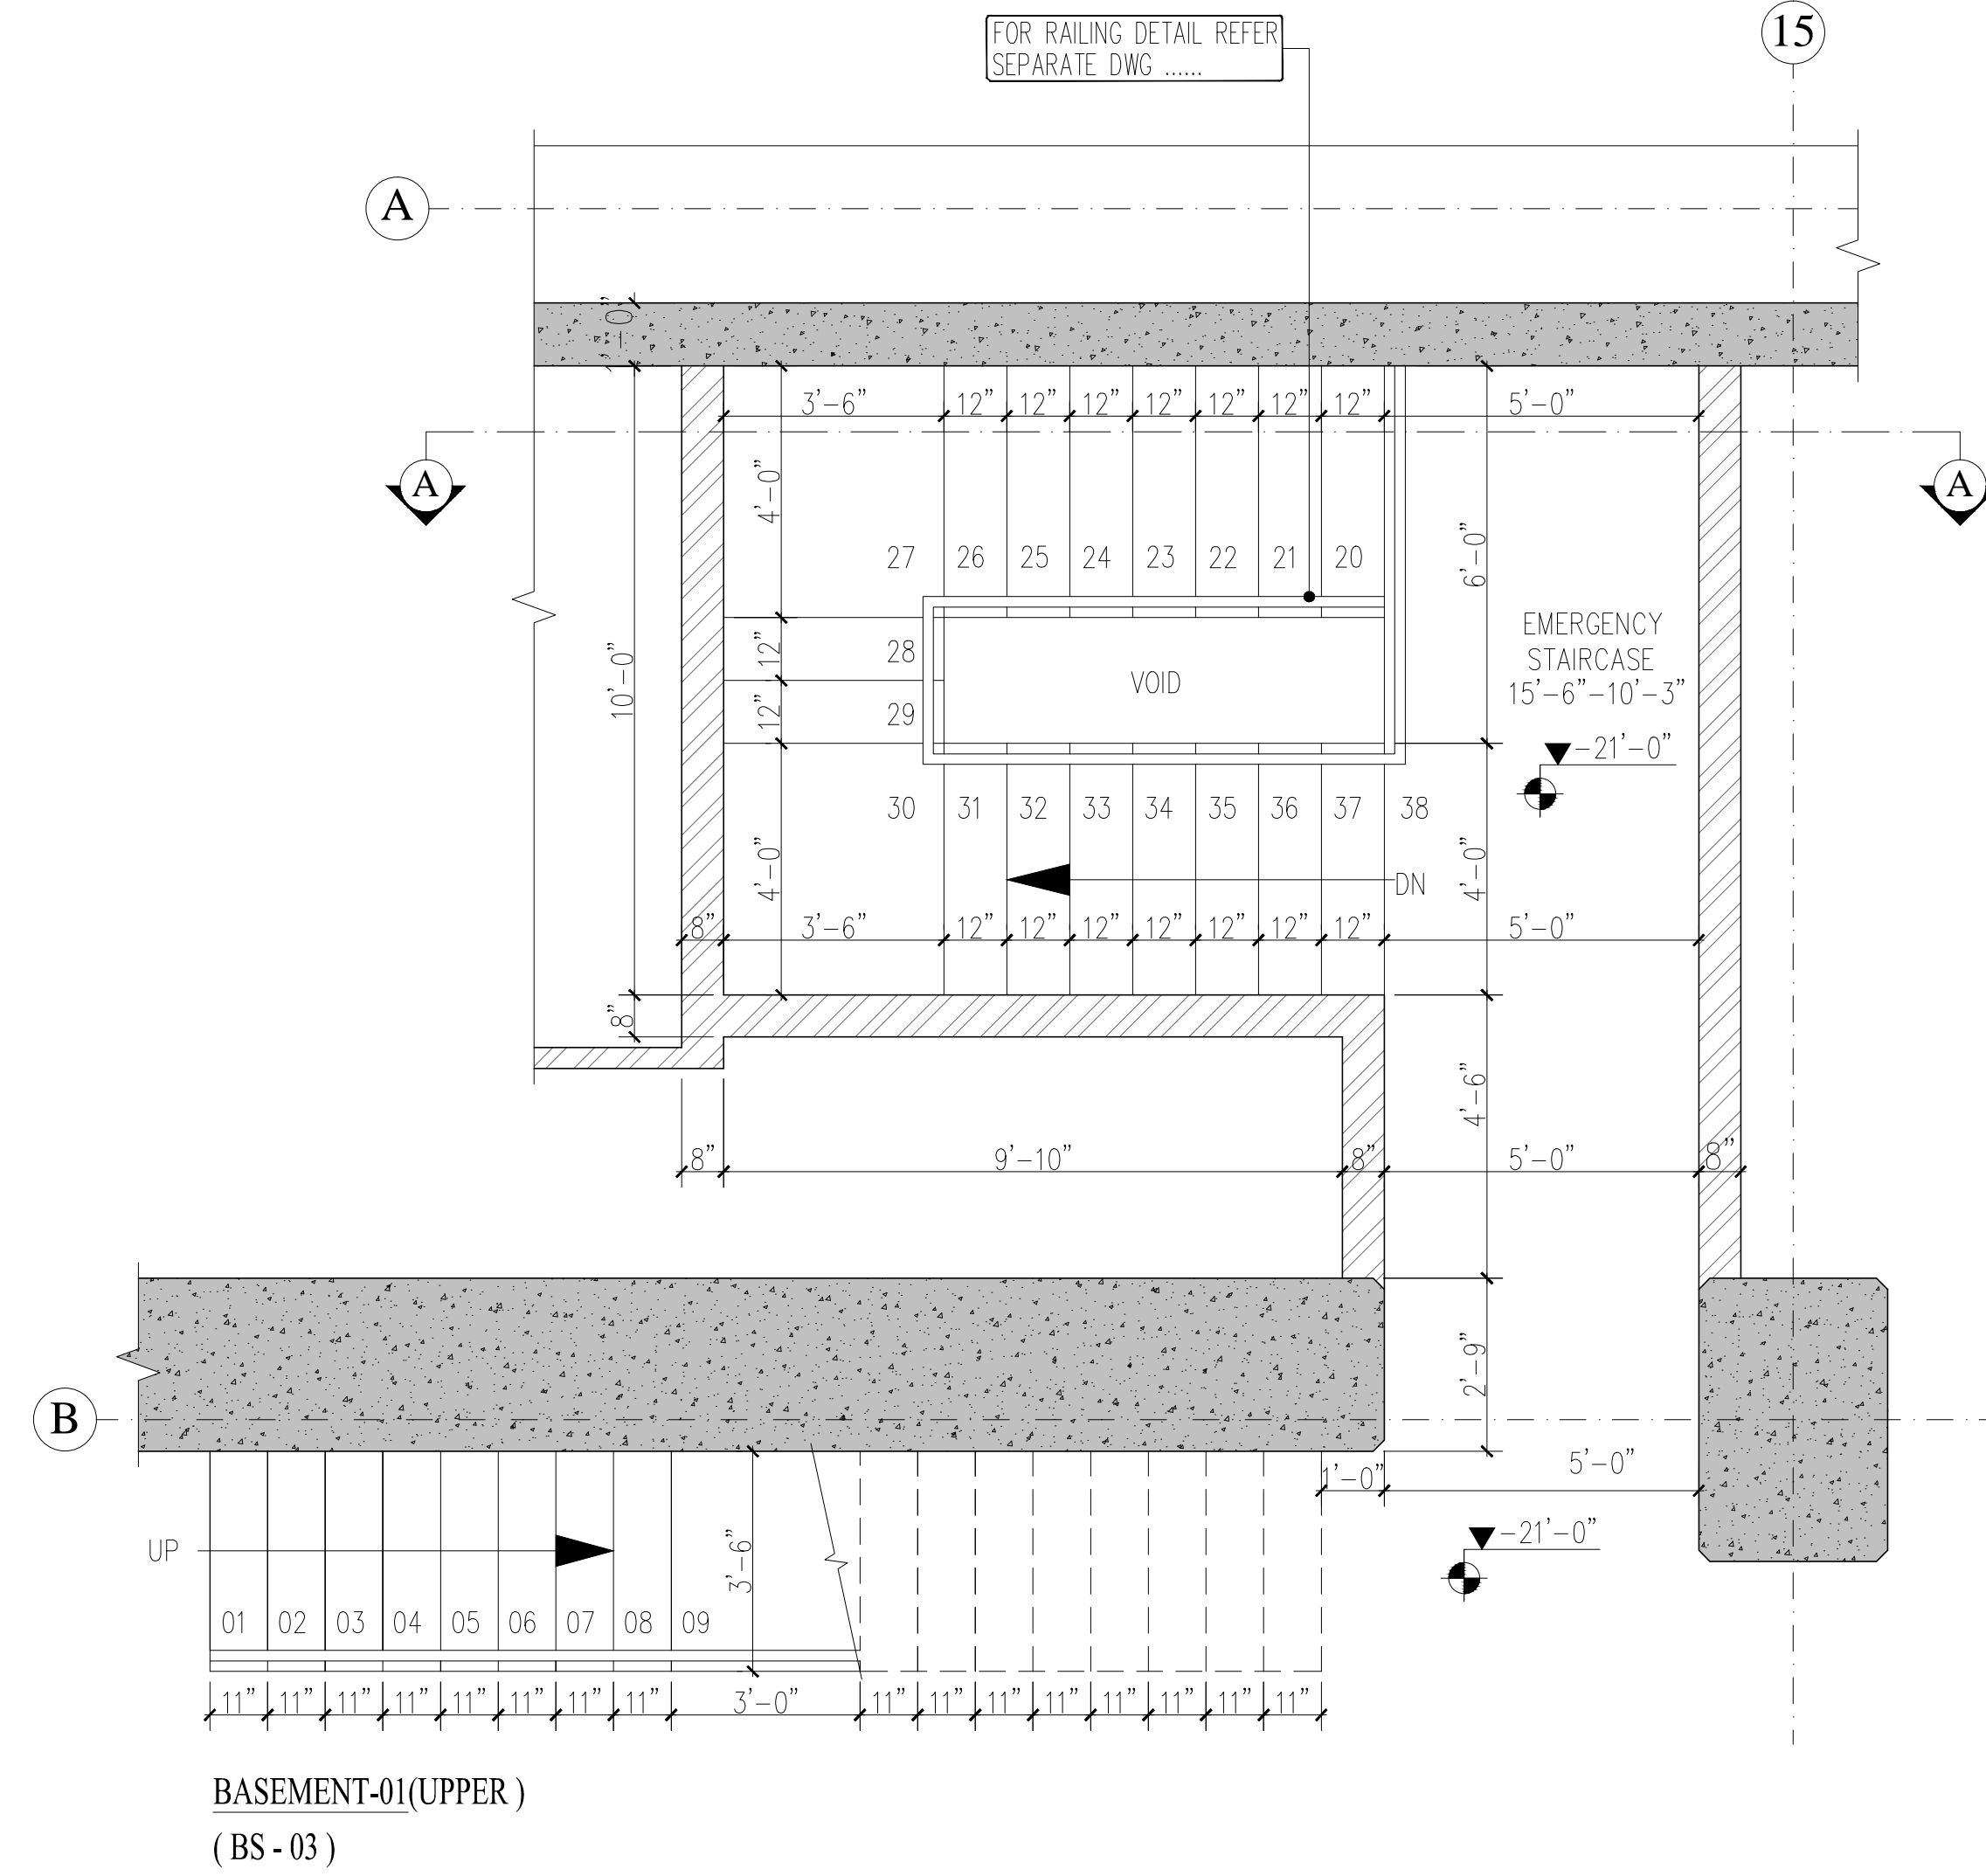 FOR RAILING DETAIL REFER
SEPARATE DWG ......
15
A
1'-0"
3'-6" 12" 12" 12" 12" 12" 12" 12" 5'-0"
A A
4'-0"
6'-0"
27 26 25 24 23 22 21 20
EMERGENCY
STAIRCASE
15'-6"-10'-3"
10'-0"
12"
28
VOID
12"
29
-21'-0"
30 31 32 33 34 35 36 37 38
4'-0"
4'-0"
DN
8" 3'-6" 12" 12" 12" 12" 12" 12" 12" 5'-0"
8"
4'-6"
8" 9'-10" 8" 5'-0" 8"
2'-9"
B
1'-0" 5'-0"
-21'-0"
UP
3'-6"
01 02 03 04 05 06 07 08 09
11" 11" 11" 11" 11" 11" 11" 11" 3'-0" 11" 11" 11" 11" 11" 11" 11" 11"
BASEMENT-01(UPPER )
( BS - 03 )